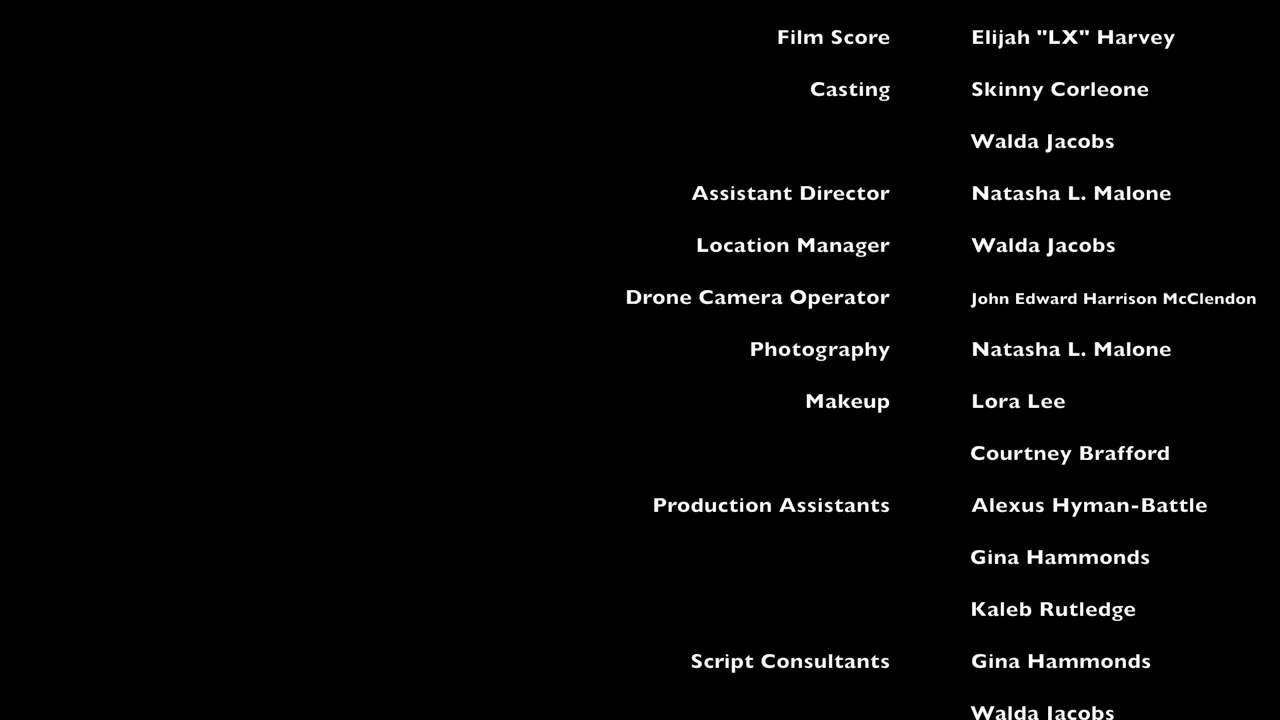 Film Score Elijah "LX" Harvey
Casting Skinny Corleone
Walda Jacobs
Assistant Director Natasha L. Malone
Location Manager Walda Jacobs
Drone Camera Operator John Edward Harrison McClendon
Photography Natasha L. Malone
Makeup Lora Lee
Courtney Brafford
Production Assistants Alexus Hyman-Battle
Gina Hammonds
Kaleb Rutledge
Script Consultants Gina Hammonds
Walda Jacobs